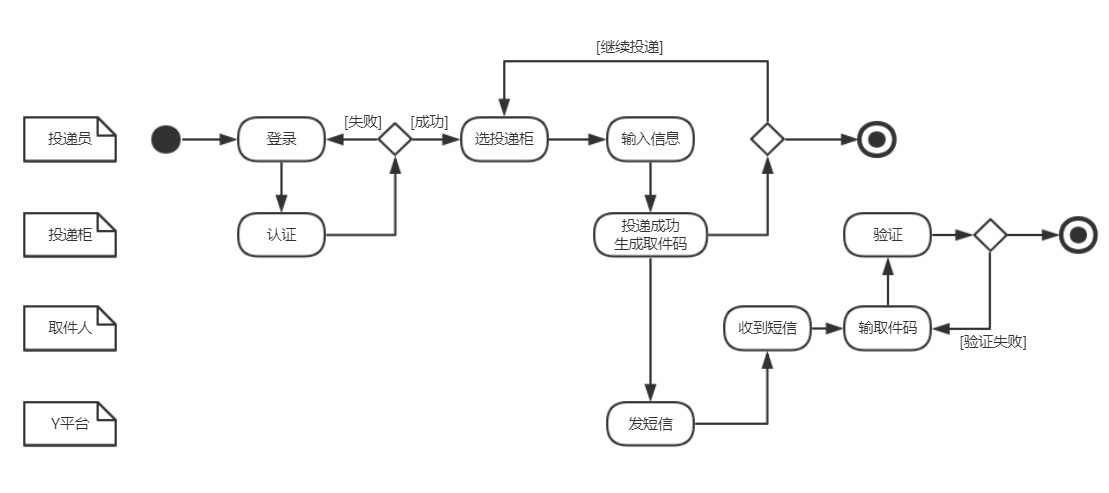 [继续投递]
[失败]
[成功]
投递员
登录
选投递柜
输入信息
投递柜
认证
投递成功
生成取件码
验证
取件人
收到短信
输取件码
[验证失败]
Y平台
发短信